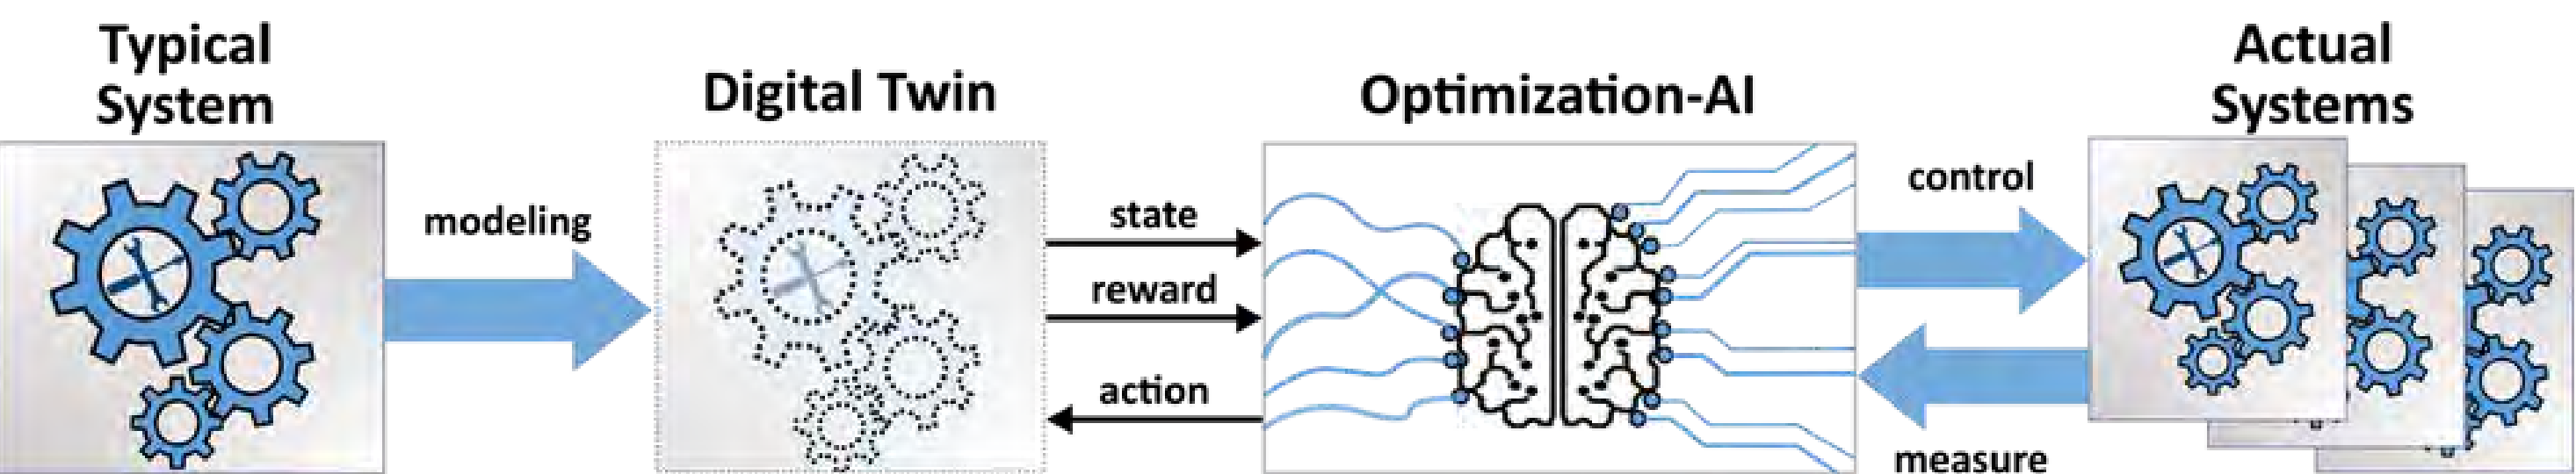 Typical
System
modeling
Digital Twin
state
reward
action
Optimization-AI
control
measure
Actual
Systems